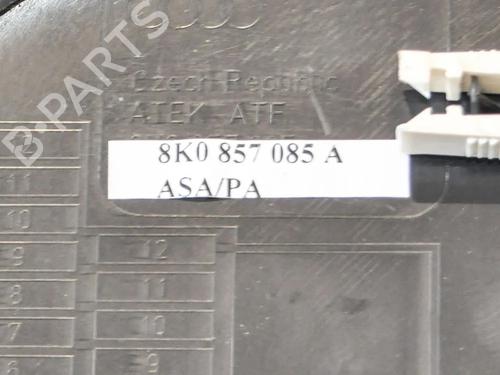 B-PARTS
Czech Republic
ATEK ATF
8K0 857 085 A
ASA/PA
11
10
9
8
7
6
12
11
10
9